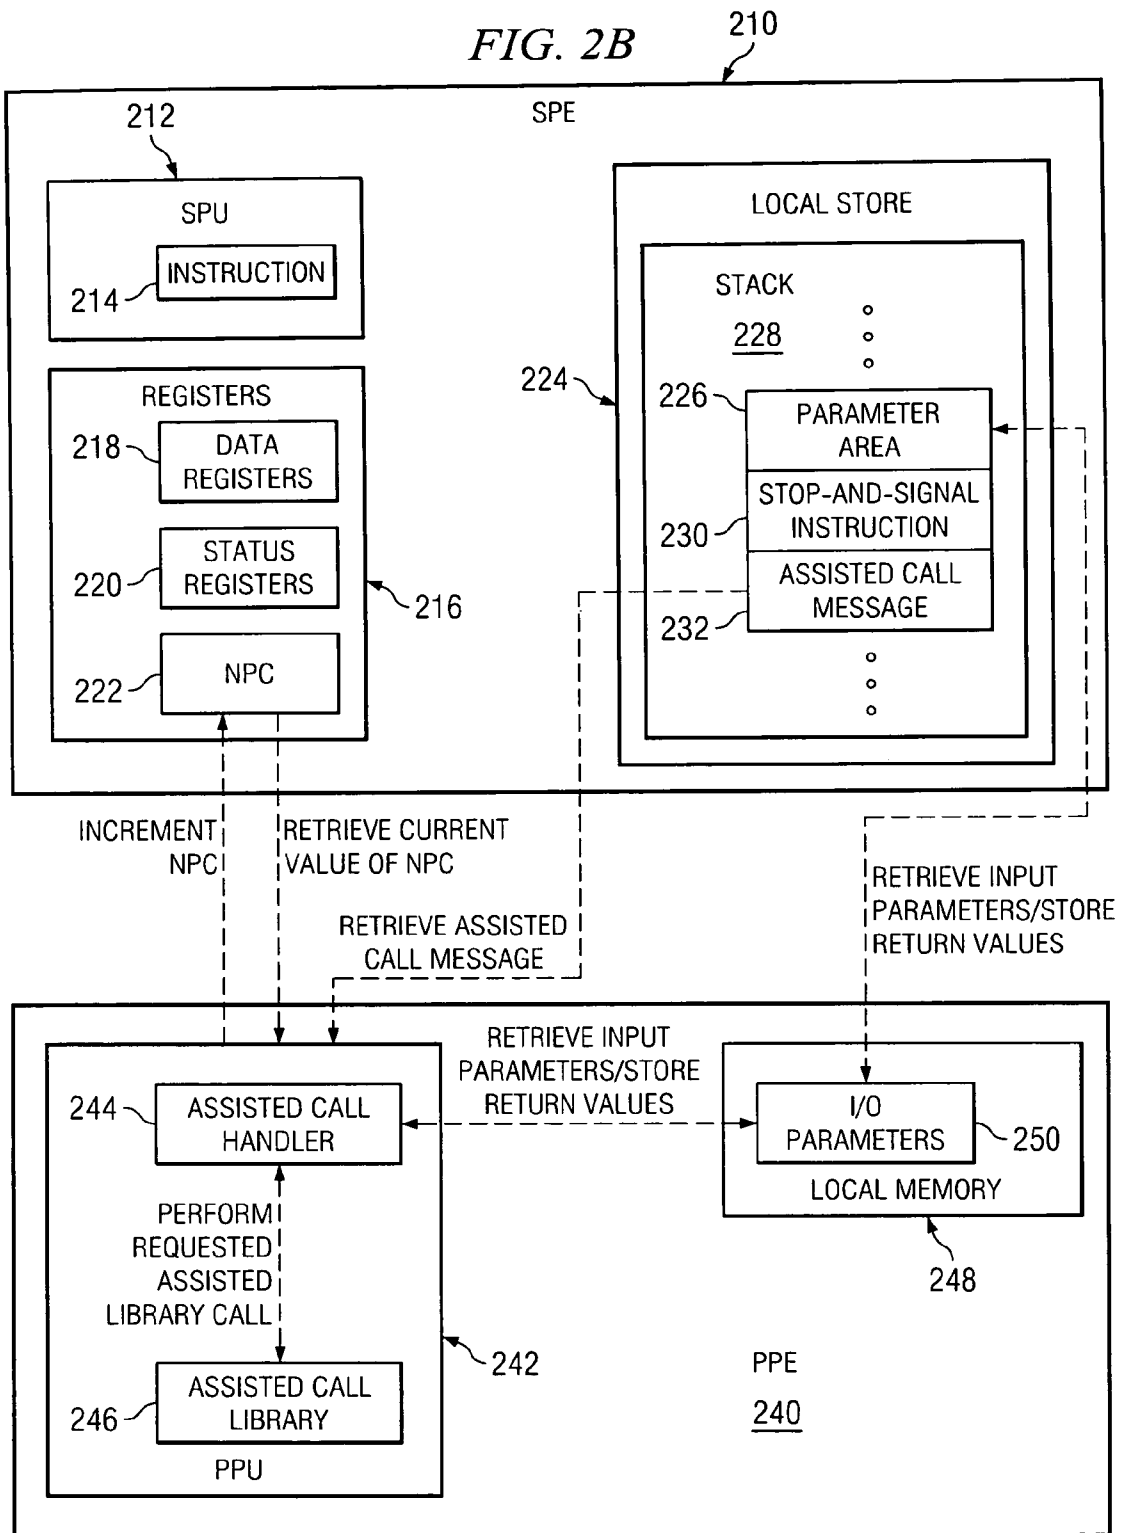 FIG. 2B
210
SPE
212
SPU
INSTRUCTION
214
REGISTERS
218
DATA
REGISTERS
220
STATUS
REGISTERS
216
222
NPC
LOCAL STORE
STACK
228
224
226
PARAMETER
AREA
STOP-AND-SIGNAL
INSTRUCTION
230
ASSISTED CALL
MESSAGE
232
INCREMENT
NPC
RETRIEVE CURRENT
VALUE OF NPC
RETRIEVE ASSISTED
CALL MESSAGE
RETRIEVE INPUT
PARAMETERS/STORE
RETURN VALUES
244
ASSISTED CALL
HANDLER
RETRIEVE INPUT
PARAMETERS/STORE
RETURN VALUES
I/O
PARAMETERS
250
LOCAL MEMORY
248
PERFORM
REQUESTED
ASSISTED
LIBRARY CALL
242
246
ASSISTED CALL
LIBRARY
PPU
PPE
240